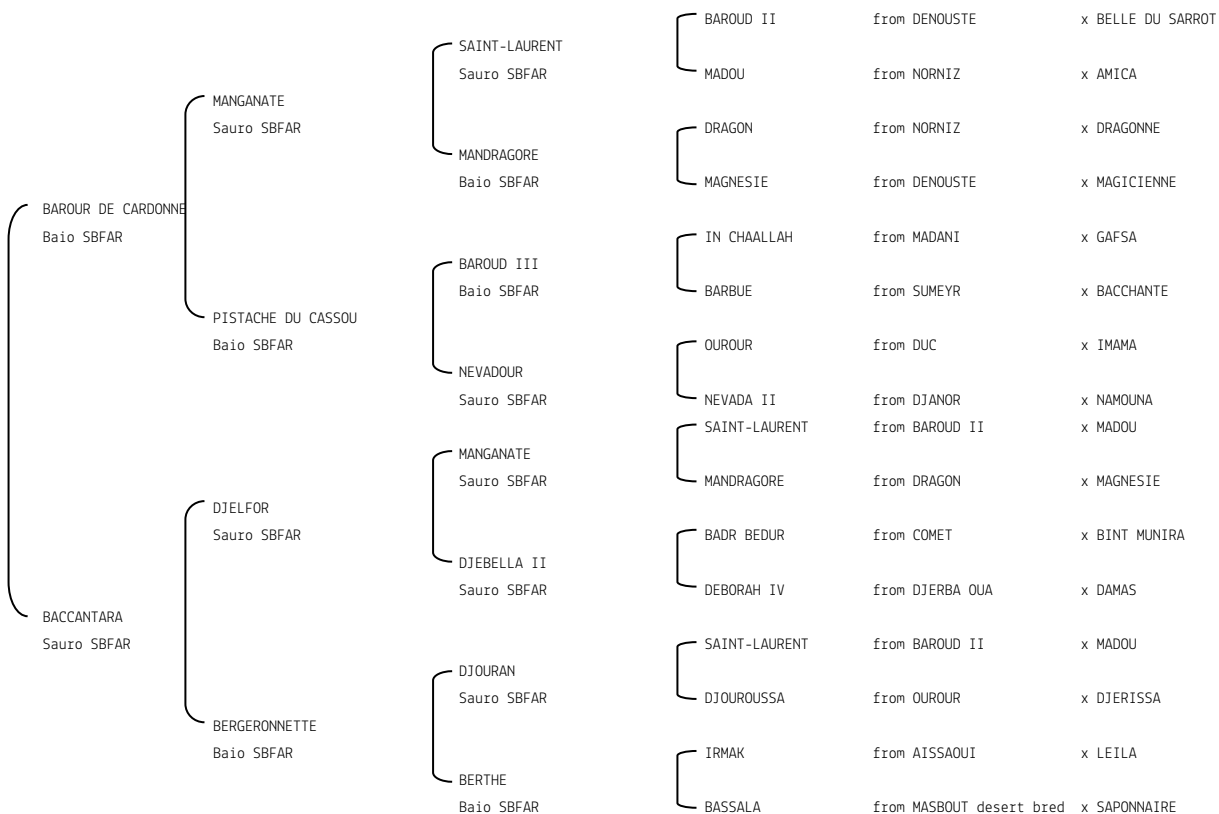 BAROUD II from DENOUSTE x BELLE DU SARROT
SAINT-LAURENT
Sauro SBFAR MADOU from NORNIZ x AMICA
MANGANATE
Sauro SBFAR DRAGON from NORNIZ x DRAGONNE
MANDRAGORE
Baio SBFAR MAGNESIE from DENOUSTE x MAGICIENNE
BAROUR DE CARDONNE
Baio SBFAR IN CHAALLAH from MADANI x GAFSA
BAROUD III
Baio SBFAR BARBUE from SUMEYR x BACCHANTE
PISTACHE DU CASSOU
Baio SBFAR OUROUR from DUC x IMAMA
NEVADOUR
Sauro SBFAR NEVADA II from DJANOR x NAMOUNA
SAINT-LAURENT from BAROUD II x MADOU
MANGANATE
Sauro SBFAR MANDRAGORE from DRAGON x MAGNESIE
DJELFOR
Sauro SBFAR BADR BEDUR from COMET x BINT MUNIRA
DJEBELLA II
Sauro SBFAR DEBORAH IV from DJERBA OUA x DAMAS
BACCANTARA
Sauro SBFAR SAINT-LAURENT from BAROUD II x MADOU
DJOURAN
Sauro SBFAR DJOUROUSSA from OUROUR x DJERISSA
BERGERONNETTE
Baio SBFAR IRMAK from AISSAOUI x LEILA
BERTHE
Baio SBFAR BASSALA from MASBOUT desert bred x SAPONNAIRE